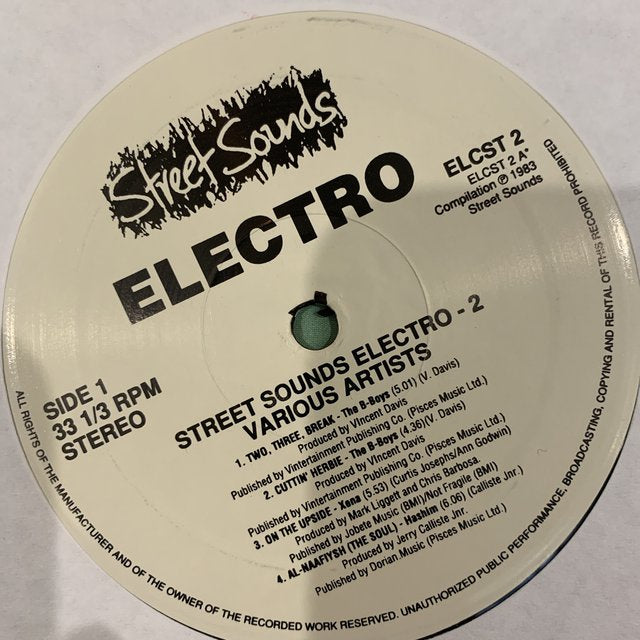 Street Sounds
ELECTRO
ELCST 2
ELCST 2 A*
Compilation ℗ 1983
Street Sounds
SIDE 1
33 1/3 RPM
STEREO
STREET SOUNDS ELECTRO - 2
VARIOUS ARTISTS
1. TWO, THREE, BREAK - The B-Boys (5.01) (V. Davis)
Produced by Vincent Davis
Published by Vintertainment Publishing Co. (Pisces Music Ltd.)
2. CUTTIN' HERBIE - The B-Boys (4.36)(V. Davis)
Produced by Vincent Davis
Published by Vintertainment Publishing Co. (Pisces Music Ltd.)
3. ON THE UPSIDE - Xena (5.53) (Curtis Josephs/Ann Godwin)
Produced by Mark Liggett and Chris Barbosa.
Published by Jobete Music (BMI)/Not Fragile (BMI)
4. AL-NAAFIYSH (THE SOUL) - Hashim (6.06) (Calliste Jnr.)
Produced by Jerry Calliste Jnr.
Published by Dorian Music (Pisces Music Ltd.)
ALL RIGHTS OF THE MANUFACTURER AND OF THE OWNER OF THE RECORDED WORK RESERVED. UNAUTHORIZED PUBLIC PERFORMANCE, BROADCASTING, COPYING AND RENTAL OF THIS RECORD PROHIBITED